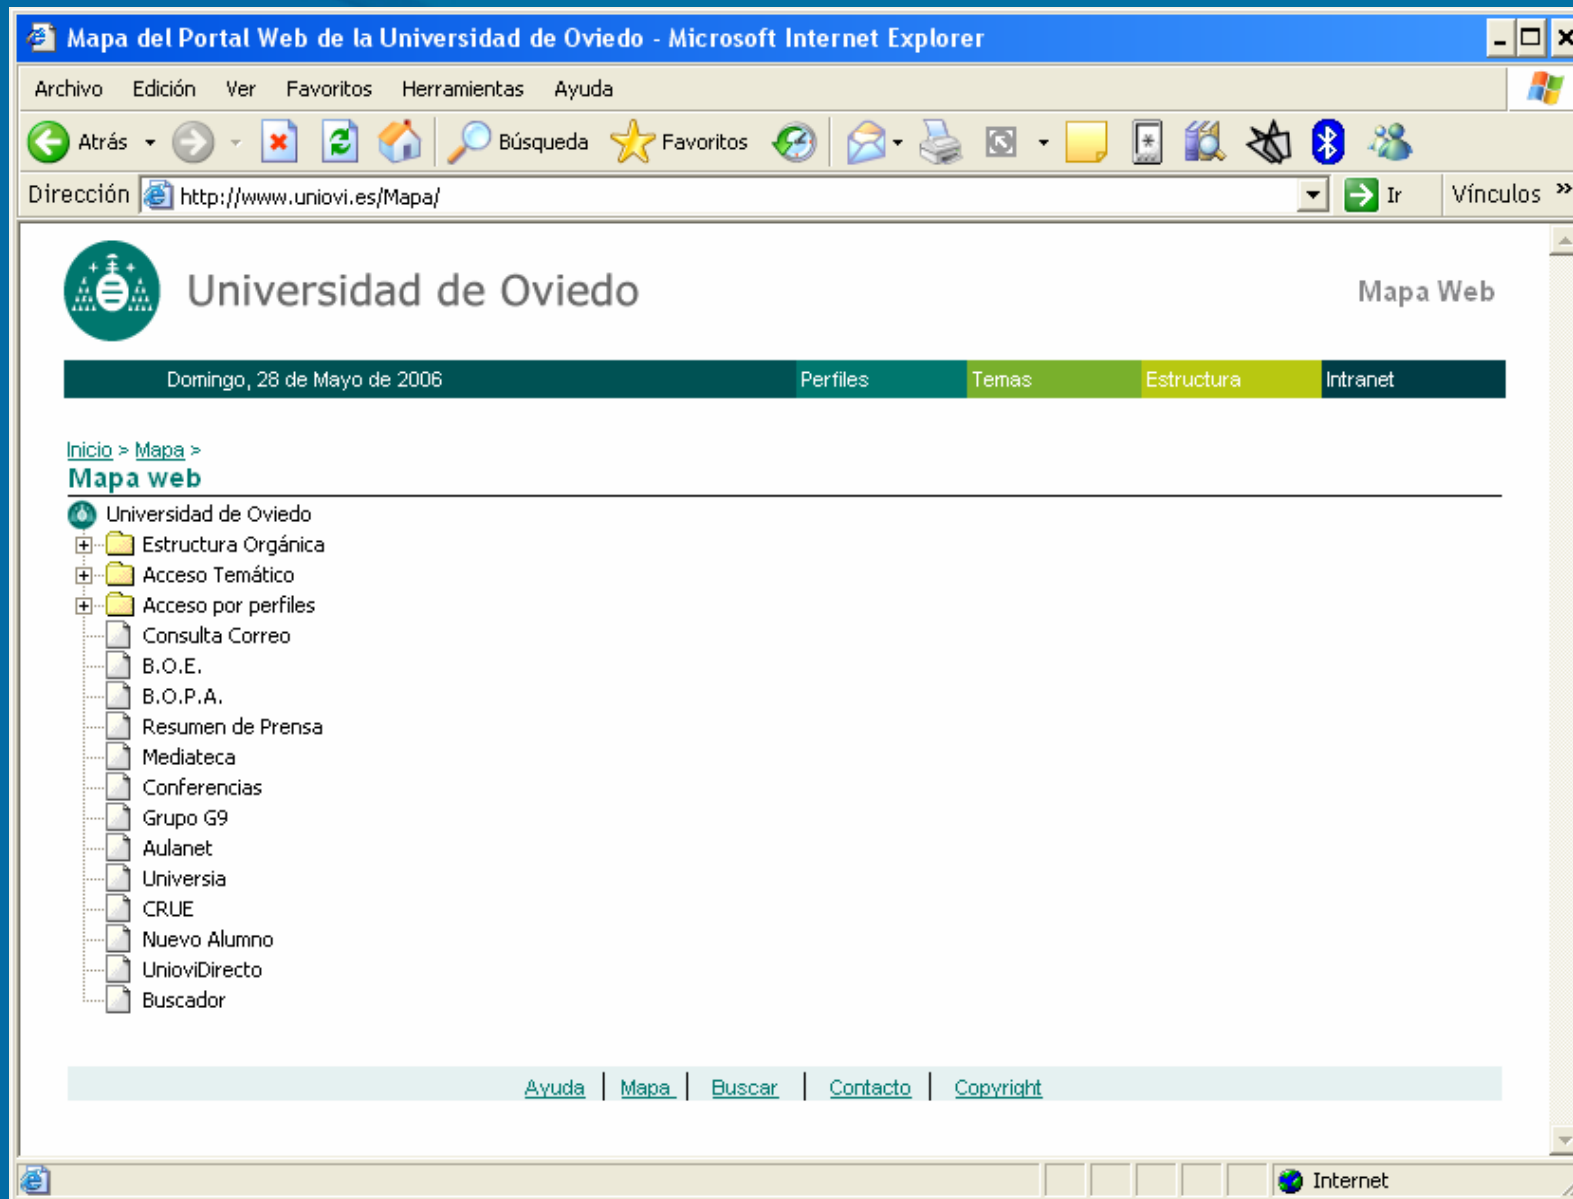 Mapa del Portal Web de la Universidad de Oviedo - Microsoft Internet Explorer
Archivo Edición Ver Favoritos Herramientas Ayuda
Atrás Búsqueda Favoritos
Dirección http://www.uniovi.es/Mapa/ Ir Vínculos »
Universidad de Oviedo Mapa Web
Domingo, 28 de Mayo de 2006 Perfiles Temas Estructura Intranet
Inicio > Mapa >
Mapa web
Universidad de Oviedo
Estructura Orgánica
Acceso Temático
Acceso por perfiles
Consulta Correo
B.O.E.
B.O.P.A.
Resumen de Prensa
Mediateca
Conferencias
Grupo G9
Aulanet
Universia
CRUE
Nuevo Alumno
UnioviDirecto
Buscador
Ayuda | Mapa | Buscar | Contacto | Copyright
Internet